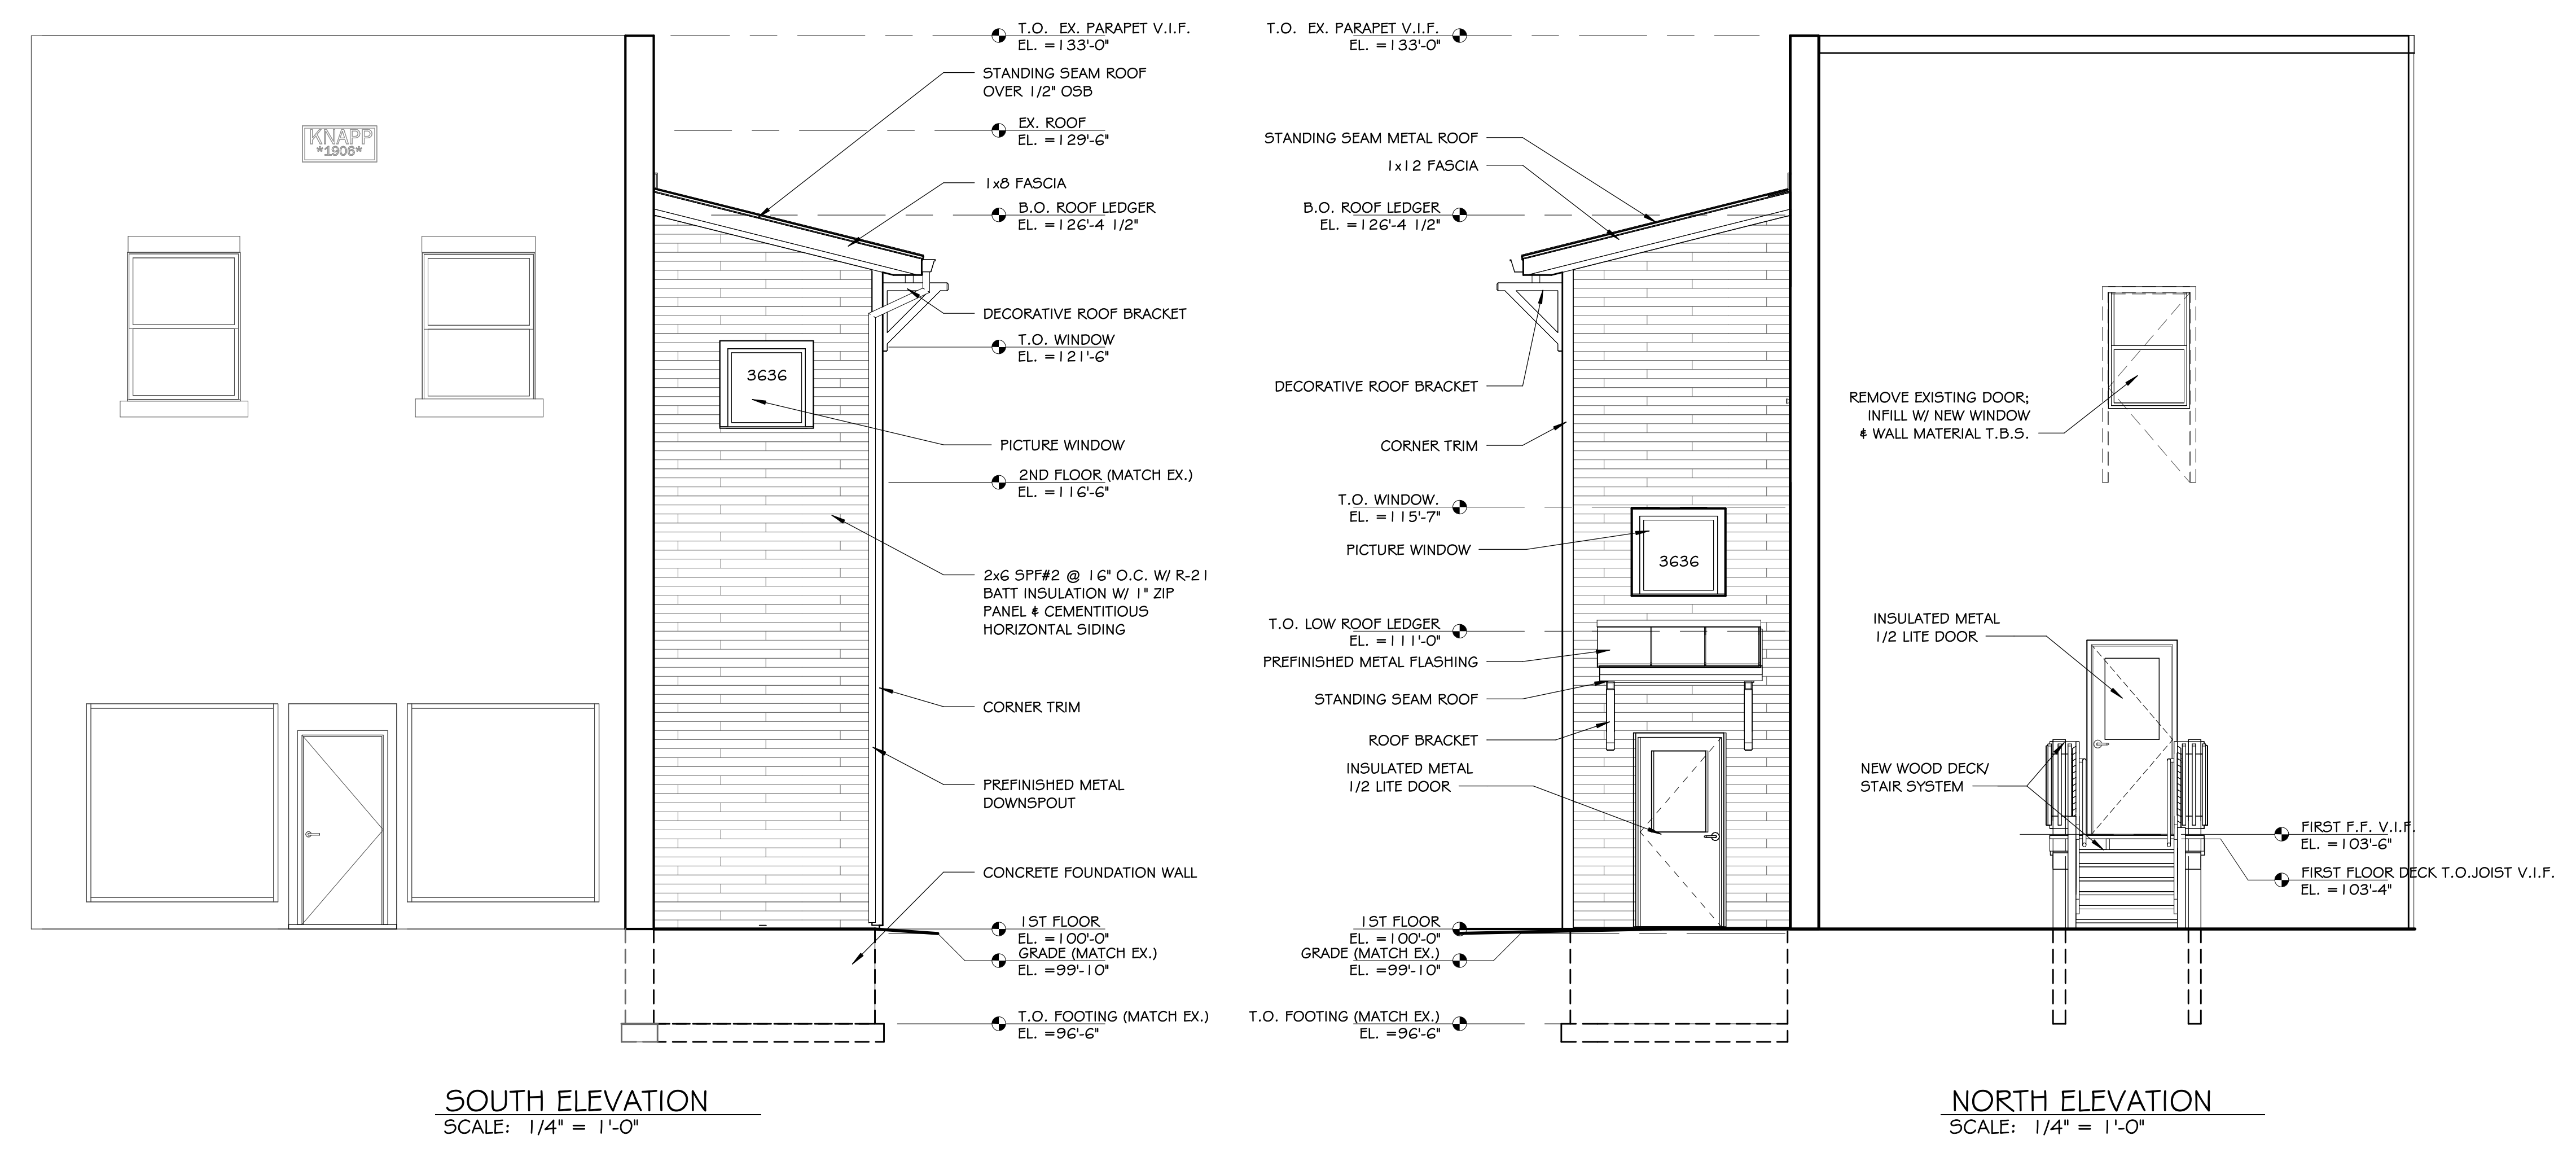 KNAPP
*1906*
T.O. EX. PARAPET V.I.F.
EL. =133'-0"
STANDING SEAM ROOF
OVER 1/2" OSB
EX. ROOF
EL. =129'-6"
1x8 FASCIA
B.O. ROOF LEDGER
EL. =126'-4 1/2"
DECORATIVE ROOF BRACKET
T.O. WINDOW
EL. =121'-6"
3636
PICTURE WINDOW
2ND FLOOR (MATCH EX.)
EL. =116'-6"
2x6 SPF#2 @ 16" O.C. W/ R-21
BATT INSULATION W/ 1" ZIP
PANEL & CEMENTITIOUS
HORIZONTAL SIDING
CORNER TRIM
PREFINISHED METAL
DOWNSPOUT
CONCRETE FOUNDATION WALL
1ST FLOOR
EL. =100'-0"
GRADE (MATCH EX.)
EL. =99'-10"
T.O. FOOTING (MATCH EX.)
EL. =96'-6"
SOUTH ELEVATION
SCALE: 1/4" = 1'-0"
T.O. EX. PARAPET V.I.F.
EL. =133'-0"
STANDING SEAM METAL ROOF
1x12 FASCIA
B.O. ROOF LEDGER
EL. =126'-4 1/2"
DECORATIVE ROOF BRACKET
CORNER TRIM
T.O. WINDOW.
EL. =115'-7"
PICTURE WINDOW
3636
T.O. LOW ROOF LEDGER
EL. =111'-0"
PREFINISHED METAL FLASHING
STANDING SEAM ROOF
ROOF BRACKET
INSULATED METAL
1/2 LITE DOOR
1ST FLOOR
EL. =100'-0"
GRADE (MATCH EX.)
EL. =99'-10"
T.O. FOOTING (MATCH EX.)
EL. =96'-6"
REMOVE EXISTING DOOR;
INFILL W/ NEW WINDOW
& WALL MATERIAL T.B.S.
INSULATED METAL
1/2 LITE DOOR
NEW WOOD DECK/
STAIR SYSTEM
FIRST F.F. V.I.F.
EL. =103'-6"
FIRST FLOOR DECK T.O.JOIST V.I.F.
EL. =103'-4"
NORTH ELEVATION
SCALE: 1/4" = 1'-0"